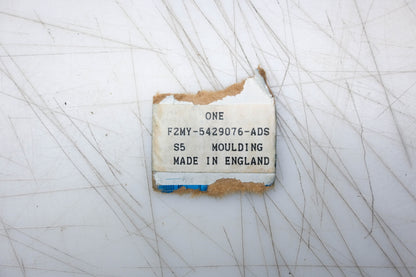 ONE
F2MY-5429076-ADS
S5 MOULDING
MADE IN ENGLAND